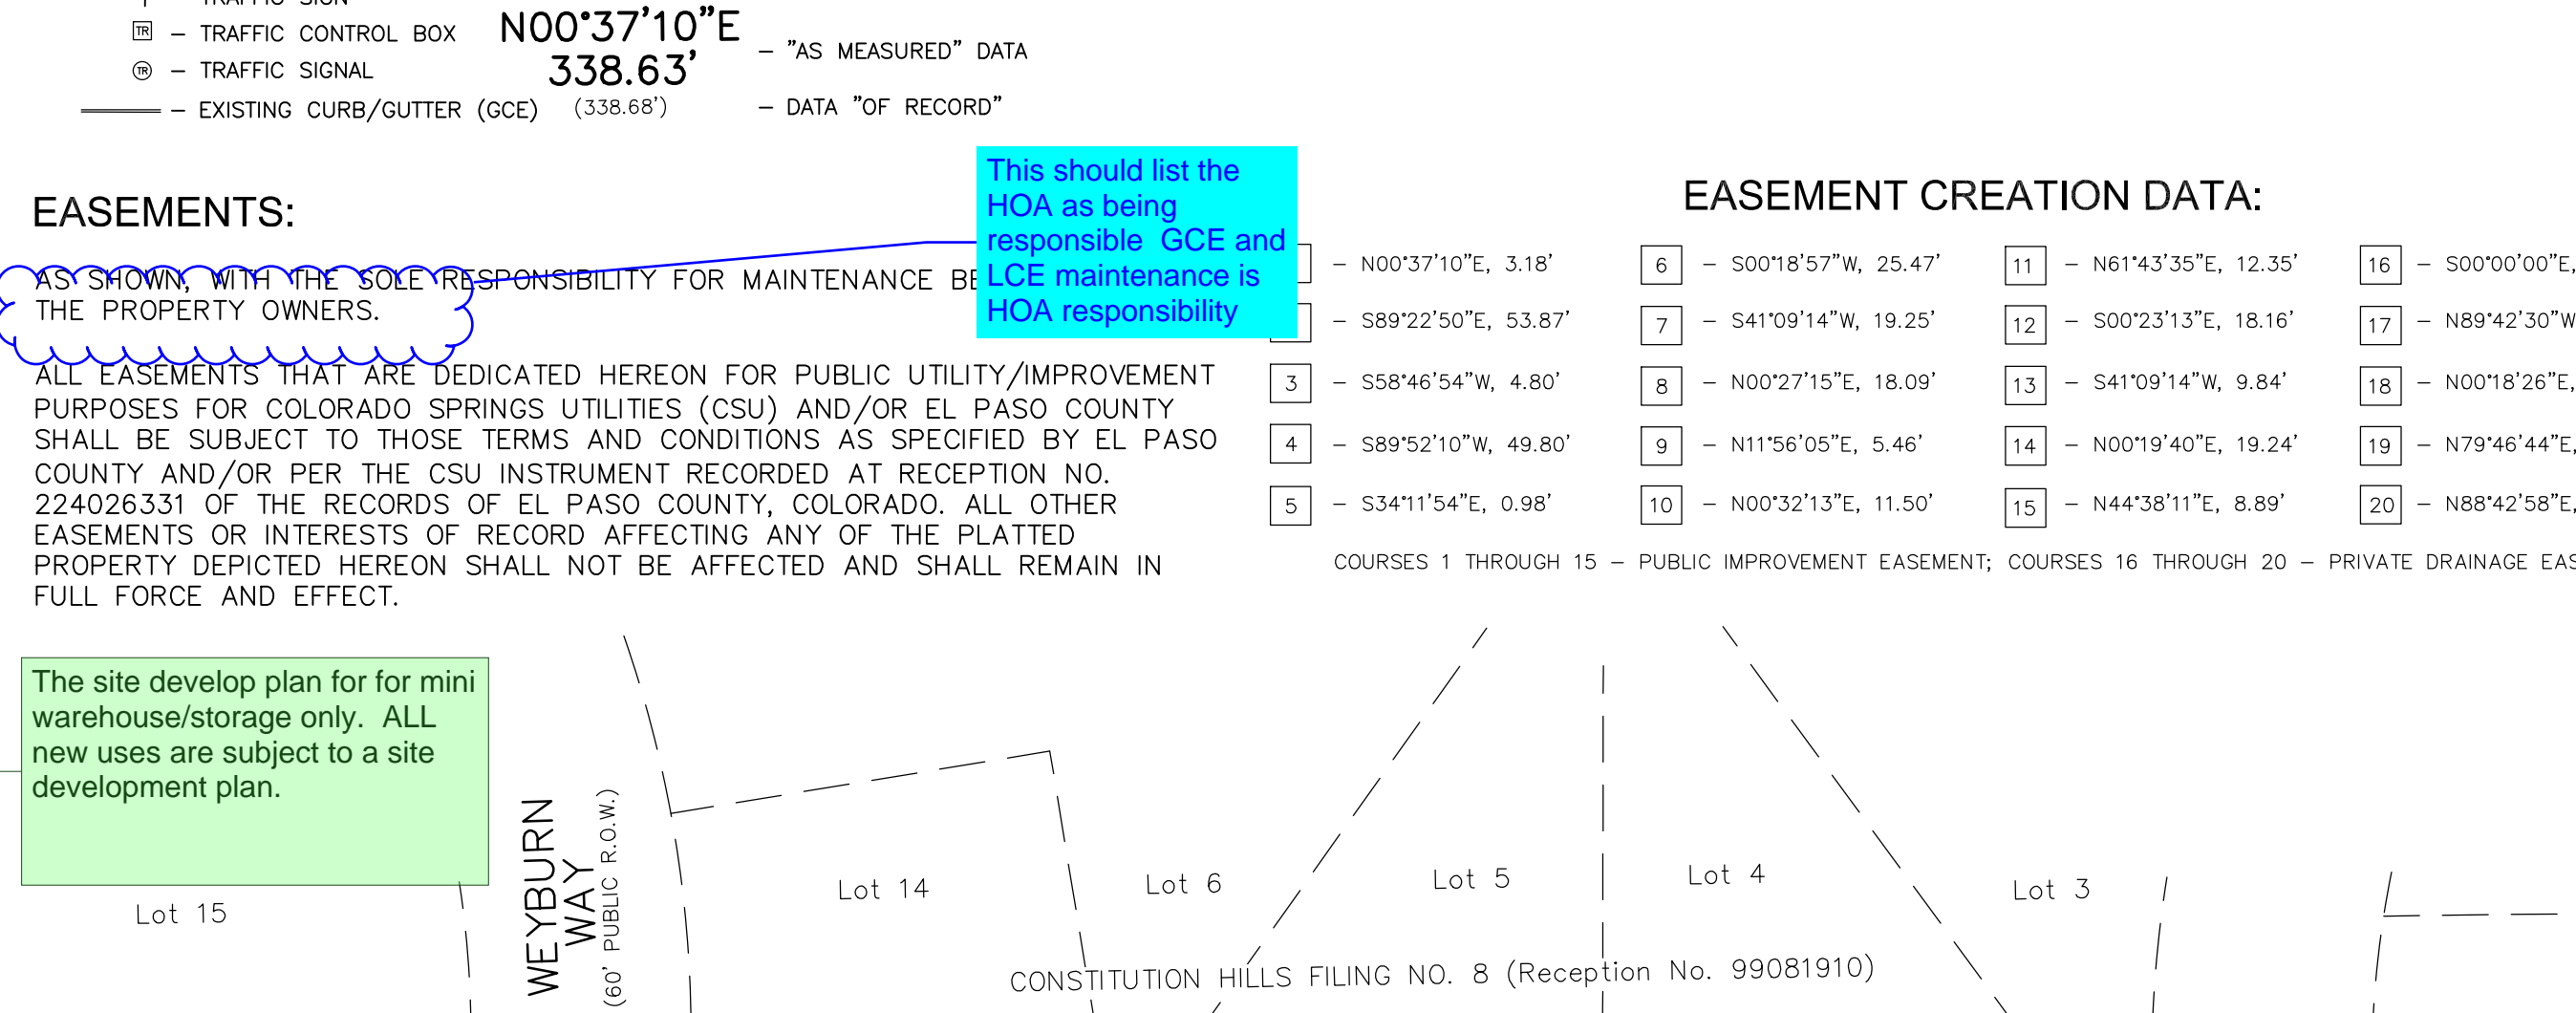 TRAFFIC SIGN
TR – TRAFFIC CONTROL BOX
TR – TRAFFIC SIGNAL
– EXISTING CURB/GUTTER (GCE)
N00°37'10"E
338.63'
– "AS MEASURED" DATA
(338.68')
– DATA "OF RECORD"
EASEMENTS:
AS SHOWN, WITH THE SOLE RESPONSIBILITY FOR MAINTENANCE
THE PROPERTY OWNERS.
This should list the
HOA as being
responsible  GCE and
LCE maintenance is
HOA responsibility
ALL EASEMENTS THAT ARE DEDICATED HEREON FOR PUBLIC UTILITY/IMPROVEMENT
PURPOSES FOR COLORADO SPRINGS UTILITIES (CSU) AND/OR EL PASO COUNTY
SHALL BE SUBJECT TO THOSE TERMS AND CONDITIONS AS SPECIFIED BY EL PASO
COUNTY AND/OR PER THE CSU INSTRUMENT RECORDED AT RECEPTION NO.
224026331 OF THE RECORDS OF EL PASO COUNTY, COLORADO. ALL OTHER
EASEMENTS OR INTERESTS OF RECORD AFFECTING ANY OF THE PLATTED
PROPERTY DEPICTED HEREON SHALL NOT BE AFFECTED AND SHALL REMAIN IN
FULL FORCE AND EFFECT.
EASEMENT CREATION DATA:
– N00°37'10"E, 3.18'
– S89°22'50"E, 53.87'
3 – S58°46'54"W, 4.80'
4 – S89°52'10"W, 49.80'
5 – S34°11'54"E, 0.98'
6 – S00°18'57"W, 25.47'
7 – S41°09'14"W, 19.25'
8 – N00°27'15"E, 18.09'
9 – N11°56'05"E, 5.46'
10 – N00°32'13"E, 11.50'
11 – N61°43'35"E, 12.35'
12 – S00°23'13"E, 18.16'
13 – S41°09'14"W, 9.84'
14 – N00°19'40"E, 19.24'
15 – N44°38'11"E, 8.89'
16 – S00°00'00"E,
17 – N89°42'30"W
18 – N00°18'26"E,
19 – N79°46'44"E,
20 – N88°42'58"E,
COURSES 1 THROUGH 15 – PUBLIC IMPROVEMENT EASEMENT; COURSES 16 THROUGH 20 – PRIVATE DRAINAGE EAS
The site develop plan for for mini
warehouse/storage only.  ALL
new uses are subject to a site
development plan.
Lot 15
WEYBURN
WAY
(60' PUBLIC R.O.W.)
Lot 14
Lot 6
Lot 5
Lot 4
Lot 3
CONSTITUTION HILLS FILING NO. 8 (Reception No. 99081910)